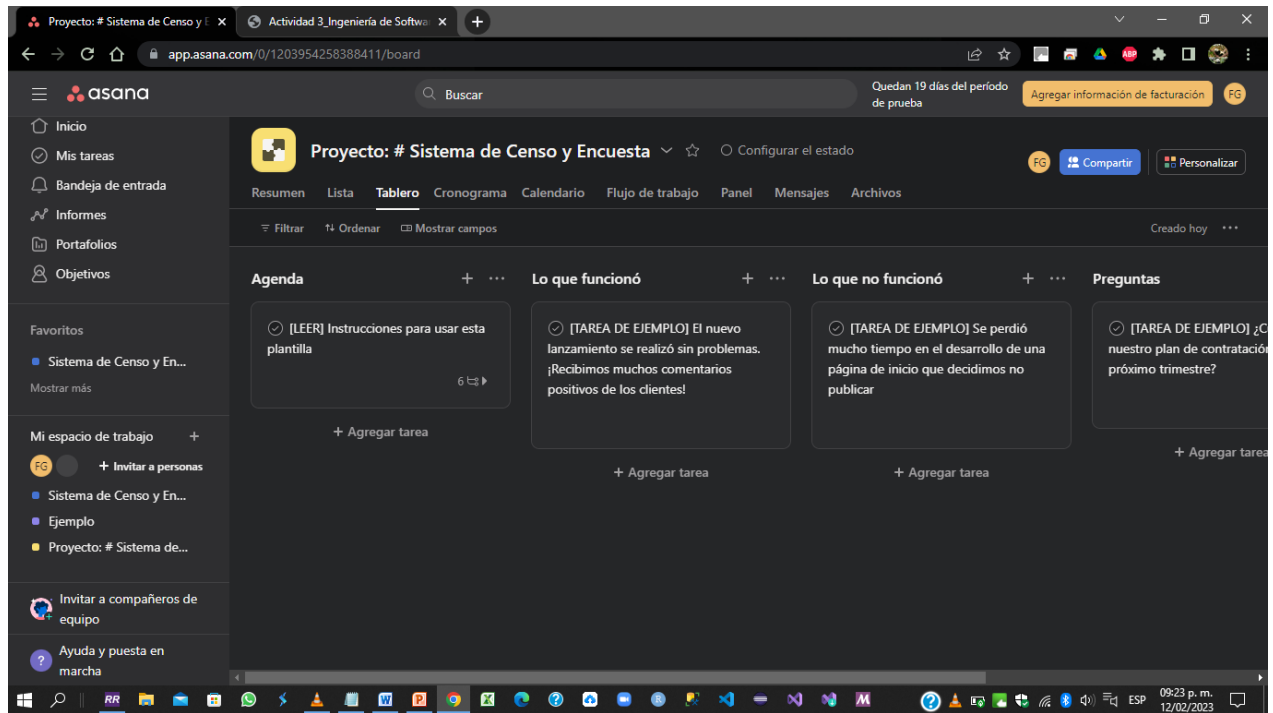 Proyecto: # Sistema de Censo y E
Actividad 3_Ingeniería de Softwa
app.asana.com/0/1203954258388411/board
asana
Buscar
Quedan 19 días del período
de prueba
Agregar información de facturación
FG
Inicio
Mis tareas
Bandeja de entrada
Informes
Portafolios
Objetivos
Favoritos
Sistema de Censo y En...
Mostrar más
Mi espacio de trabajo +
FG
+ Invitar a personas
Sistema de Censo y En...
Ejemplo
Proyecto: # Sistema de...
Invitar a compañeros de
equipo
? Ayuda y puesta en
marcha
Proyecto: # Sistema de Censo y Encuesta
Configurar el estado
FG
Compartir
Personalizar
Resumen Lista Tablero Cronograma Calendario Flujo de trabajo Panel Mensajes Archivos
Filtrar Ordenar Mostrar campos
Creado hoy ...
Agenda + ...
[LEER] Instrucciones para usar esta
plantilla
6
+ Agregar tarea
Lo que funcionó + ...
[TAREA DE EJEMPLO] El nuevo
lanzamiento se realizó sin problemas.
¡Recibimos muchos comentarios
positivos de los clientes!
+ Agregar tarea
Lo que no funcionó + ...
[TAREA DE EJEMPLO] Se perdió
mucho tiempo en el desarrollo de una
página de inicio que decidimos no
publicar
+ Agregar tarea
Preguntas
[TAREA DE EJEMPLO] ¿C
nuestro plan de contratación
próximo trimestre?
+ Agregar tarea
ABP
RR
ESP
09:23 p. m.
12/02/2023